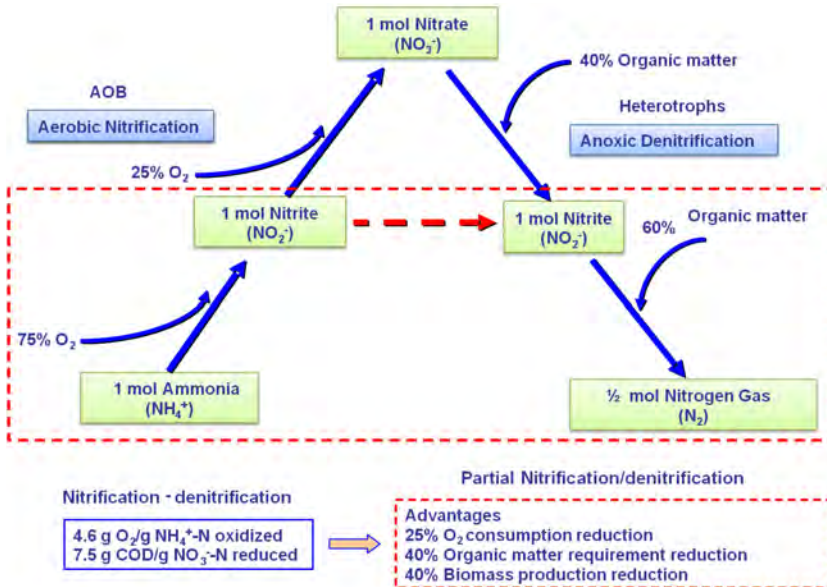 1 mol Nitrate
(NO₃⁻)
40% Organic matter
AOB
Aerobic Nitrification
Heterotrophs
Anoxic Denitrification
25% O₂
1 mol Nitrite
(NO₂⁻)
1 mol Nitrite
(NO₂⁻)
60%
Organic matter
75% O₂
1 mol Ammonia
(NH₄⁺)
½ mol Nitrogen Gas
(N₂)
Nitrification - denitrification
4.6 g O₂/g NH₄⁺-N oxidized
7.5 g COD/g NO₃⁻-N reduced
Partial Nitrification/denitrification
Advantages
25% O₂ consumption reduction
40% Organic matter requirement reduction
40% Biomass production reduction